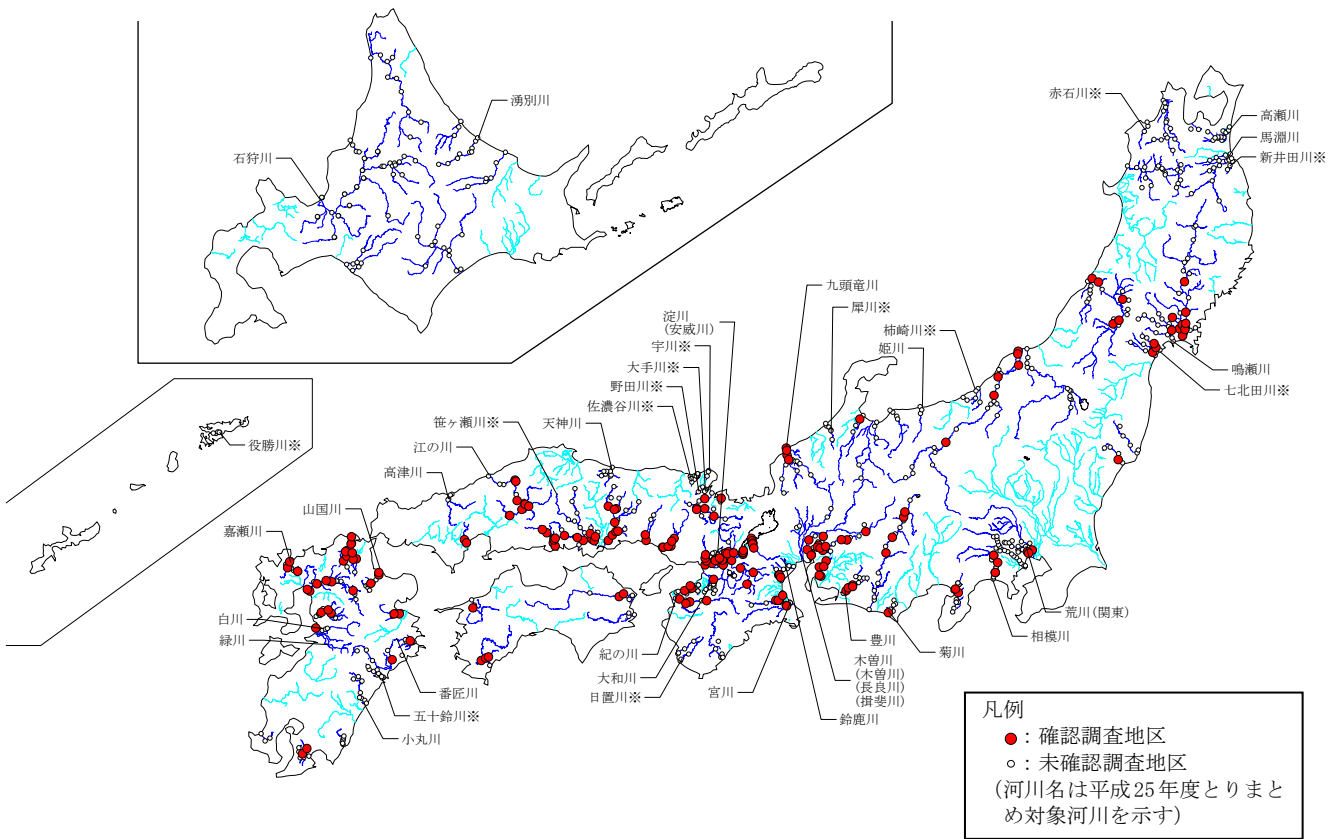 湧別川
石狩川
赤石川※
高瀬川
馬淵川
新井田川※
九頭竜川
犀川※
柿崎川※
姫川
淀川
(安威川)
宇川※
大手川※
野田川※
佐濃谷川※
天神川
笹ヶ瀬川※
江の川
高津川
鳴瀬川
七北田川※
役勝川※
山国川
嘉瀬川
白川
緑川
番匠川
五十鈴川※
小丸川
紀の川
大和川
日置川※
宮川
鈴鹿川
木曽川
(木曽川)
(長良川)
(揖斐川)
豊川
菊川
相模川
荒川(関東)
凡例
●：確認調査地区
○：未確認調査地区
(河川名は平成25年度とりまと
め対象河川を示す)